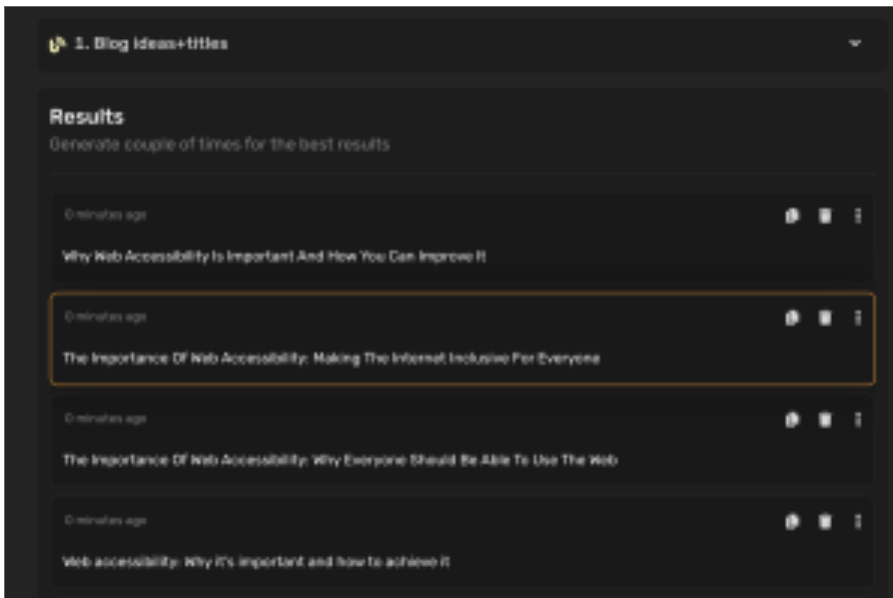 1. Blog ideas+titles
Results
Generate couple of times for the best results
0 minutes ago
Why Web Accessibility Is Important And How You Can Improve It
0 minutes ago
The Importance Of Web Accessibility: Making The Internet Inclusive For Everyone
0 minutes ago
The Importance Of Web Accessibility: Why Everyone Should Be Able To Use The Web
0 minutes ago
Web accessibility: Why it's important and how to achieve it